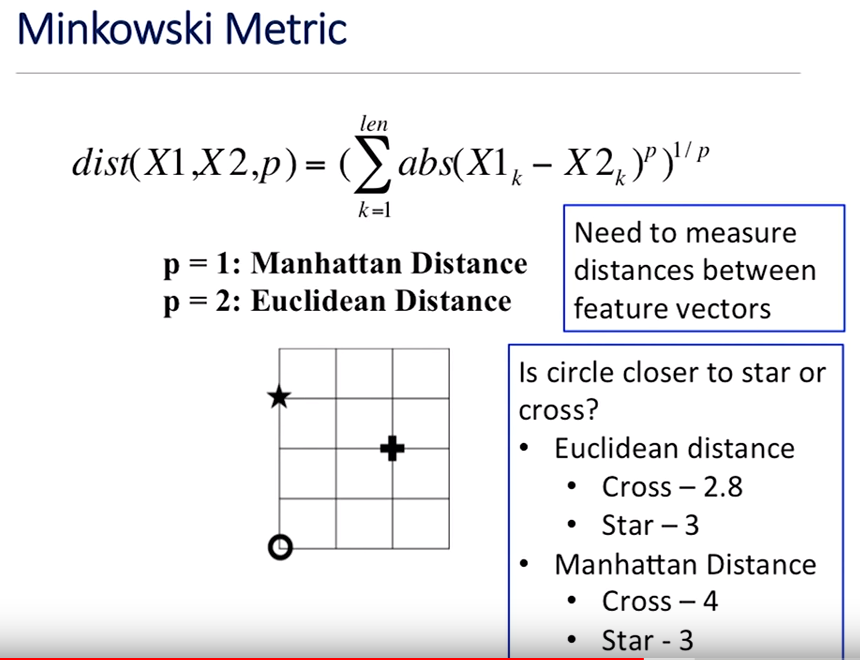 Minkowski Metric
dist(X1,X2,p) = (∑_{k=1}^{len} abs(X1_k − X2_k)^p)^{1/p}
p = 1: Manhattan Distance
p = 2: Euclidean Distance
Need to measure
distances between
feature vectors
Is circle closer to star or
cross?
• Euclidean distance
• Cross – 2.8
• Star – 3
• Manhattan Distance
• Cross – 4
• Star - 3